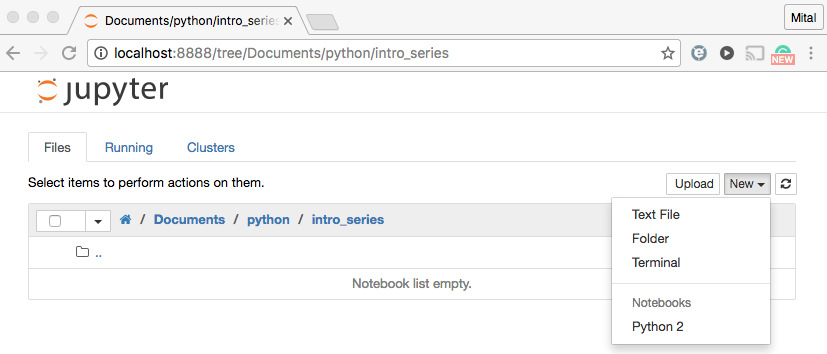 Documents/python/intro_series
Mital
localhost:8888/tree/Documents/python/intro_series
NEW
jupyter
Files Running Clusters
Select items to perform actions on them.
Upload New
/ Documents / python / intro_series
..
Notebook list empty.
Text File
Folder
Terminal
Notebooks
Python 2